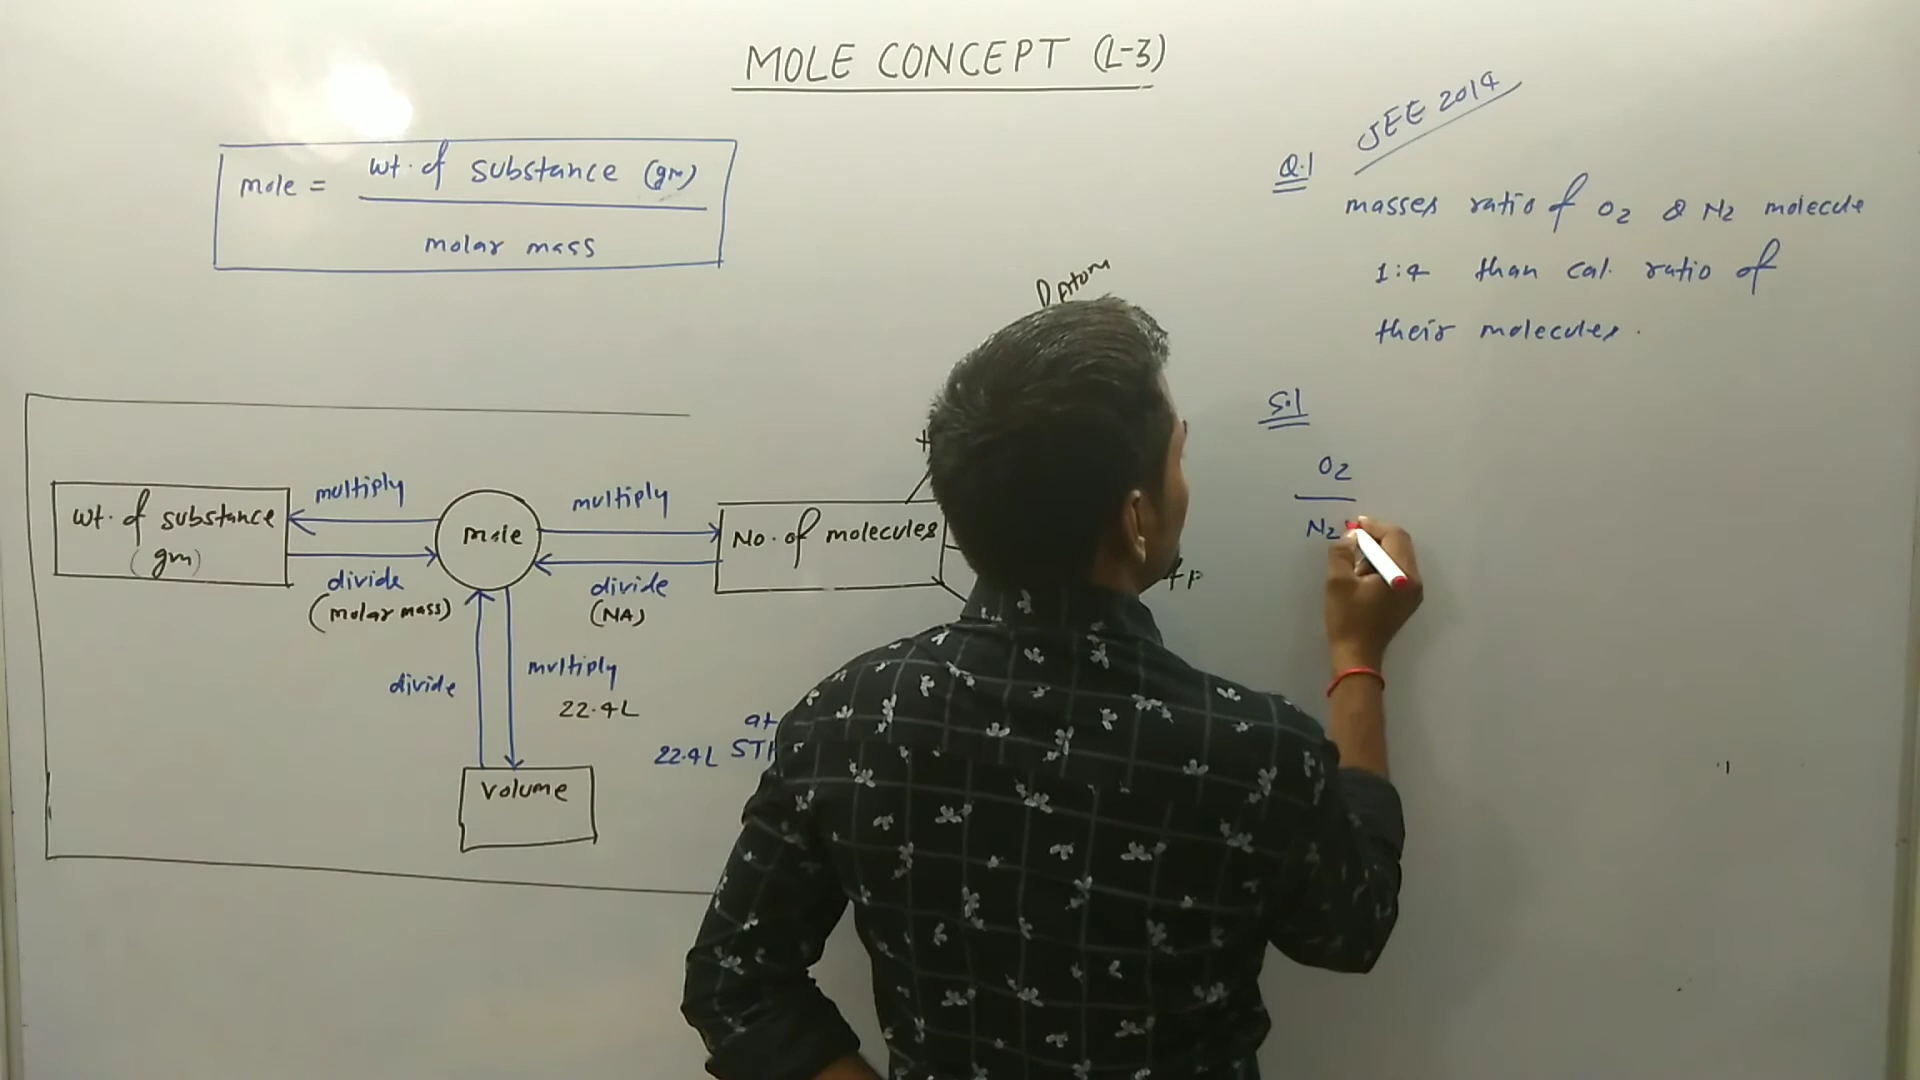 MOLE CONCEPT (L-3)
mole = wt. of substance (gm)
molar mass
JEE 2014
Q.1
masses ratio of O2 & N2 molecule
1:4 than cal. ratio of
their molecules.
S.1
O2
N2
Wt. of substance
(gm)
multiply
divide
(molar mass)
mole
multiply
divide
(NA)
No. of molecules
Atom
divide
multiply
22.4L
at
22.4L STP
Volume